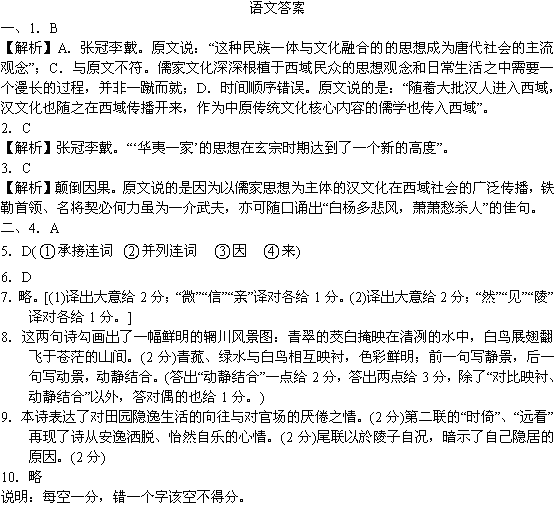 语文答案
一、1．B
【解析】A．张冠李戴。原文说：“这种民族一体与文化融合的的思想成为唐代社会的主流
观念”；C．与原文不符。儒家文化深深根植于西域民众的思想观念和日常生活之中需要一
个漫长的过程，并非一蹴而就；D．时间顺序错误。原文说的是：“随着大批汉人进入西域，
汉文化也随之在西域传播开来，作为中原传统文化核心内容的儒学也传入西域”。
2．C
【解析】张冠李戴。“‘华夷一家’的思想在玄宗时期达到了一个新的高度”。
3．C
【解析】颠倒因果。原文说的是因为以儒家思想为主体的汉文化在西域社会的广泛传播，铁
勒首领、名将契必何力虽为一介武夫，亦可随口诵出“白杨多悲风，萧萧愁杀人”的佳句。
二、4．A
5．D(①承接连词 ②并列连词 ③因 ④来)
6．D
7．略。[(1)译出大意给2分；“微”“信”“亲”译对各给1分。(2)译出大意给2分；“然”“见”“陵”
译对各给1分。]
8．这两句诗勾画出了一幅鲜明的辋川风景图：青翠的茭白掩映在清冽的水中，白鸟展翅翻
飞于苍茫的山间。(2分)青菰、绿水与白鸟相互映衬，色彩鲜明；前一句写静景，后一
句写动景，动静结合。(答出“动静结合”一点给2分，答出两点给3分，除了“对比映衬、
动静结合”以外，答对偶的也给1分。)
9．本诗表达了对田园隐逸生活的向往与对官场的厌倦之情。(2分)第二联的“时倚”、“远看”
再现了诗从安逸洒脱、怡然自乐的心情。(2分)尾联以於陵子自况，暗示了自己隐居的
原因。(2分)
10．略
说明：每空一分，错一个字该空不得分。